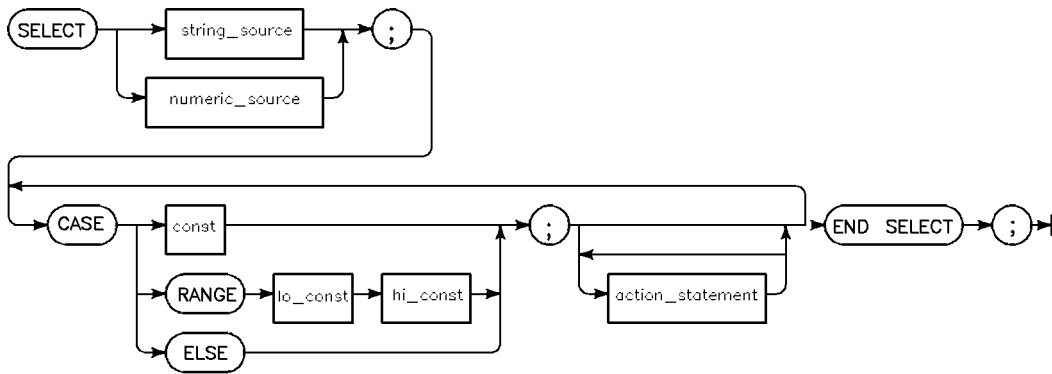 SELECT string_source ;
numeric_source
CASE const ; END SELECT ;
RANGE lo_const hi_const action_statement
ELSE